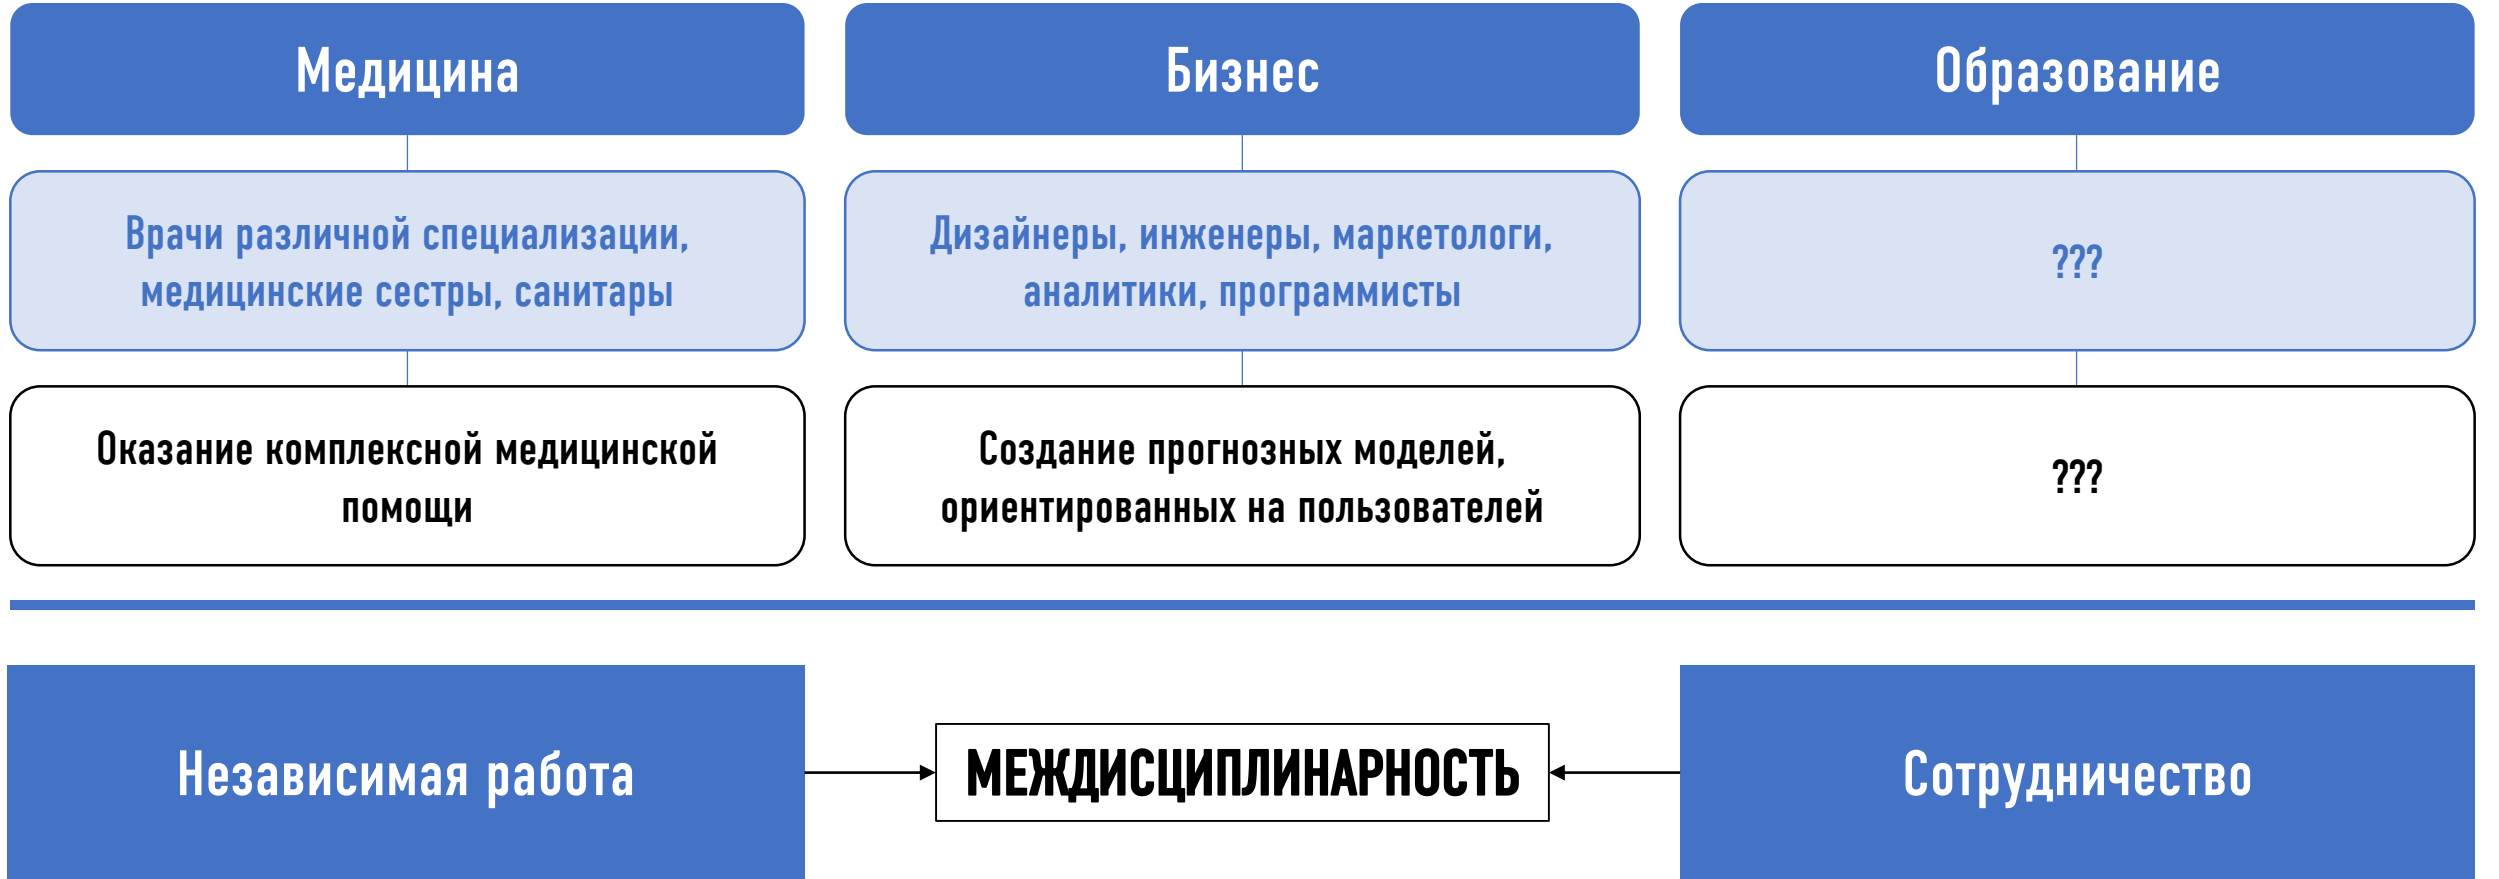 Медицина
Бизнес
Образование
Врачи различной специализации,
медицинские сестры, санитары
Дизайнеры, инженеры, маркетологи,
аналитики, программисты
???
Оказание комплексной медицинской
помощи
Создание прогнозных моделей,
ориентированных на пользователей
???
Независимая работа
МЕЖДИСЦИПЛИНАРНОСТЬ
Сотрудничество